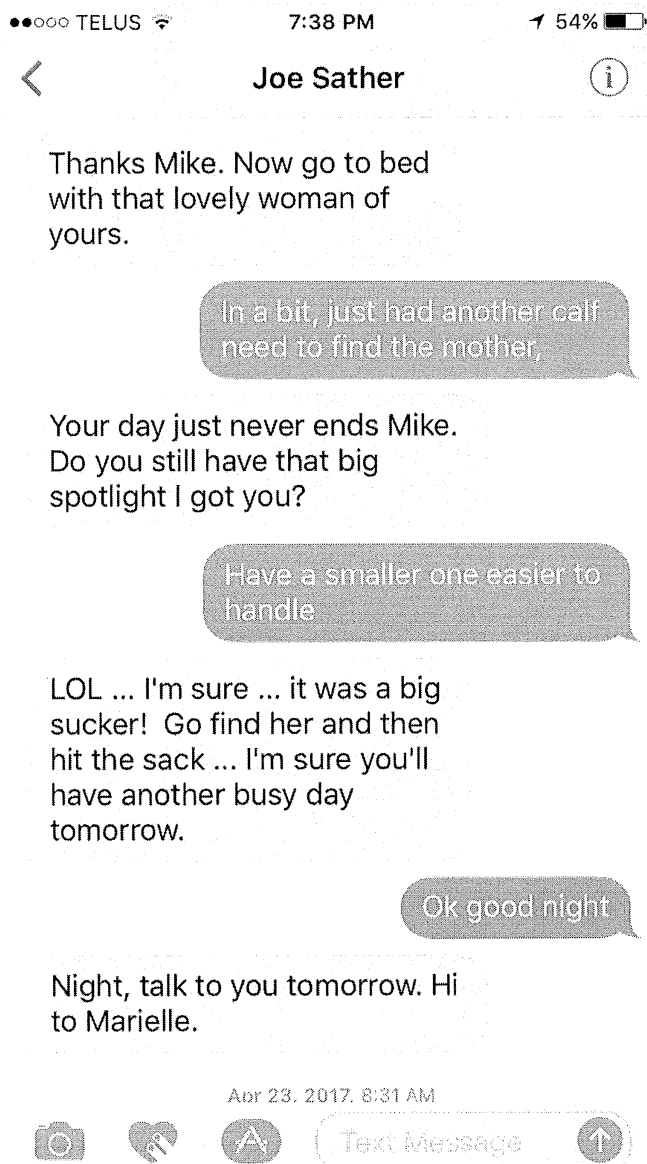 TELUS 7:38 PM 54%
Joe Sather
Thanks Mike. Now go to bed
with that lovely woman of
yours.
In a bit, just had another calf
need to find the mother,
Your day just never ends Mike.
Do you still have that big
spotlight I got you?
Have a smaller one easier to
handle
LOL ... I'm sure ... it was a big
sucker! Go find her and then
hit the sack ... I'm sure you'll
have another busy day
tomorrow.
Ok good night
Night, talk to you tomorrow. Hi
to Marielle.
Apr 23, 2017, 8:31 AM
Text Message